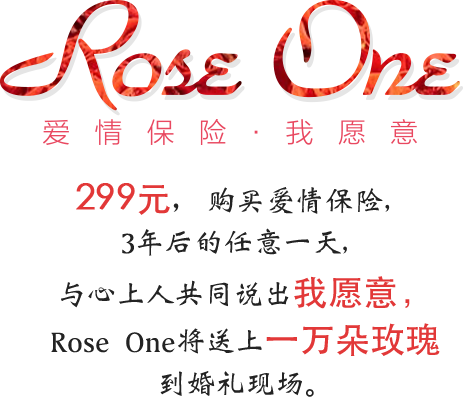 Rose One
爱情保险·我愿意
299元，购买爱情保险，
3年后的任意一天，
与心上人共同说出我愿意，
Rose One将送上一万朵玫瑰
到婚礼现场。